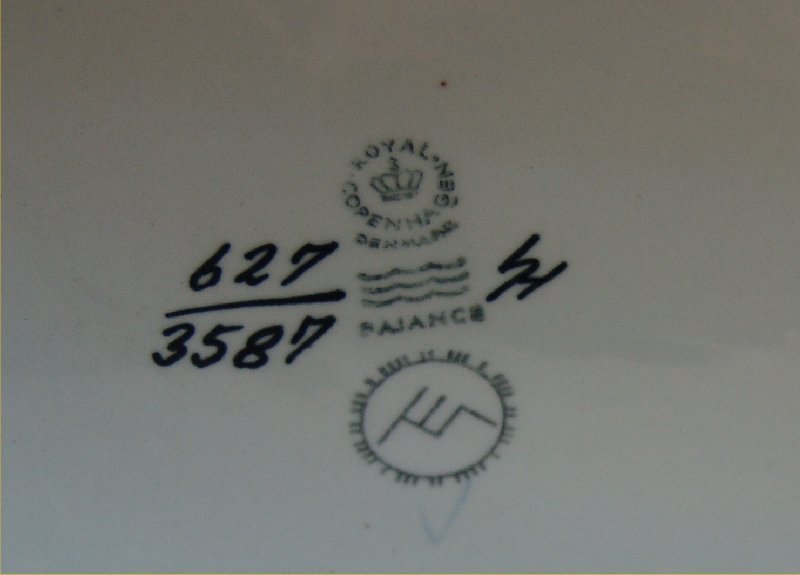 ROYAL
COPENHAGEN
DENMARK
627
3587
FAJANCE